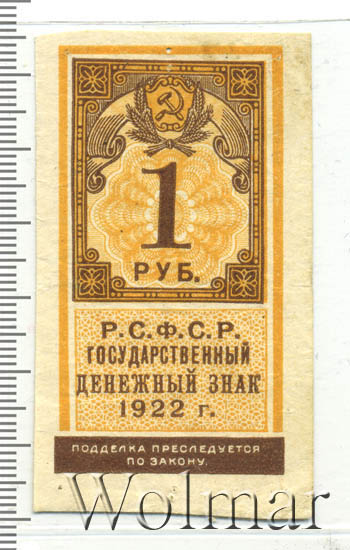 1
РУБ.
Р.С.Ф.С.Р.
ГОСУДАРСТВЕННЫЙ
ДЕНЕЖНЫЙ ЗНАК
1922 г.
ПОДДЕЛКА ПРЕСЛЕДУЕТСЯ
ПО ЗАКОНУ.
Wolmar